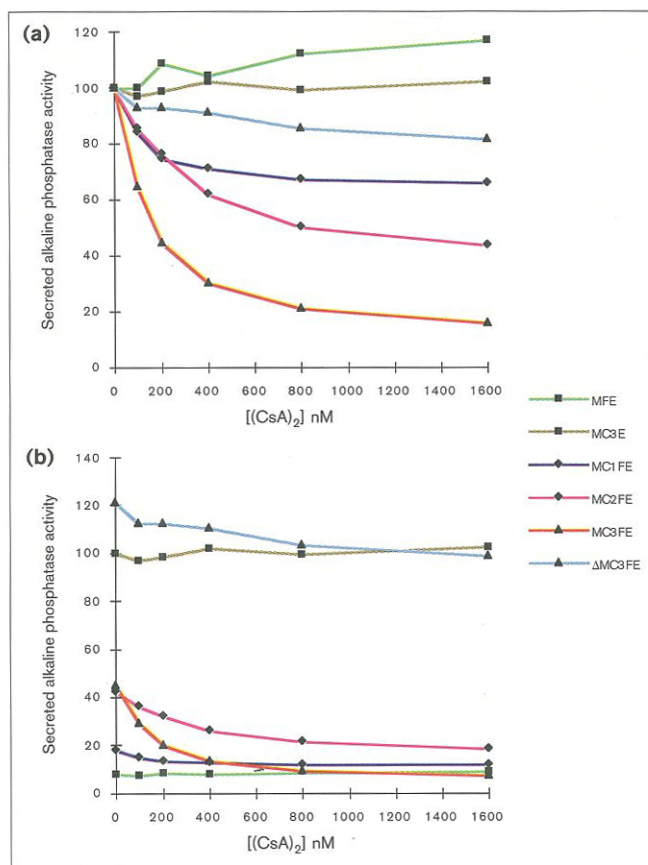 (a)
Secreted alkaline phosphatase activity
120
100
80
60
40
20
0
0 200 400 600 800 1000 1200 1400 1600
[(CsA)₂] nM
MFE
MC3E
MC1FE
MC2FE
MC3FE
ΔMC3FE
(b)
Secreted alkaline phosphatase activity
140
120
100
80
60
40
20
0
0 200 400 600 800 1000 1200 1400 1600
[(CsA)₂] nM